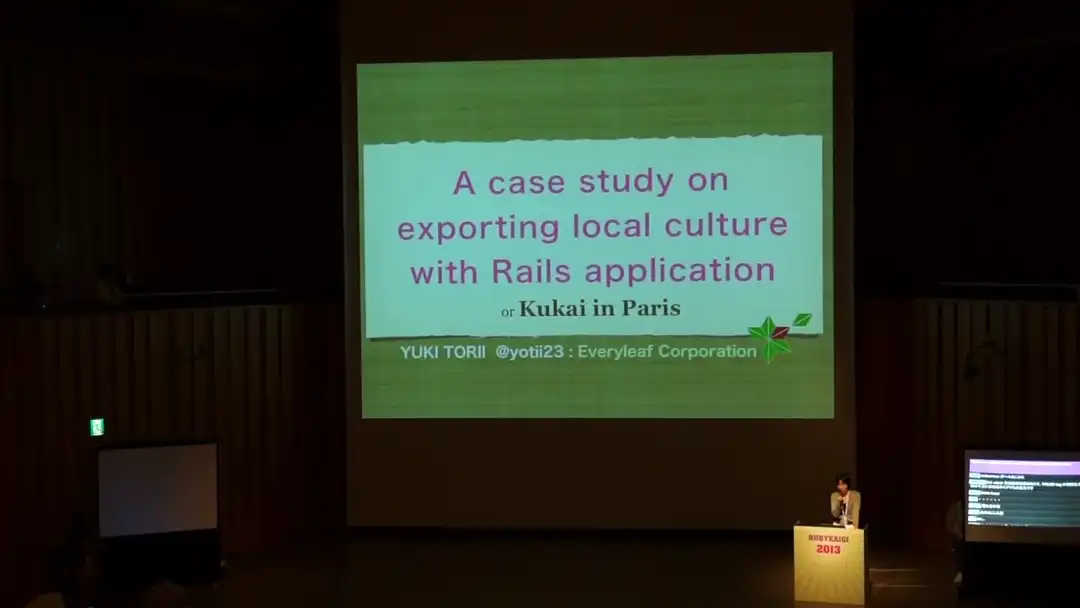 A case study on
exporting local culture
with Rails application
or Kukai in Paris
YUKI TORII @yotii23 : Everyleaf Corporation
RUBYKAIGI
2013